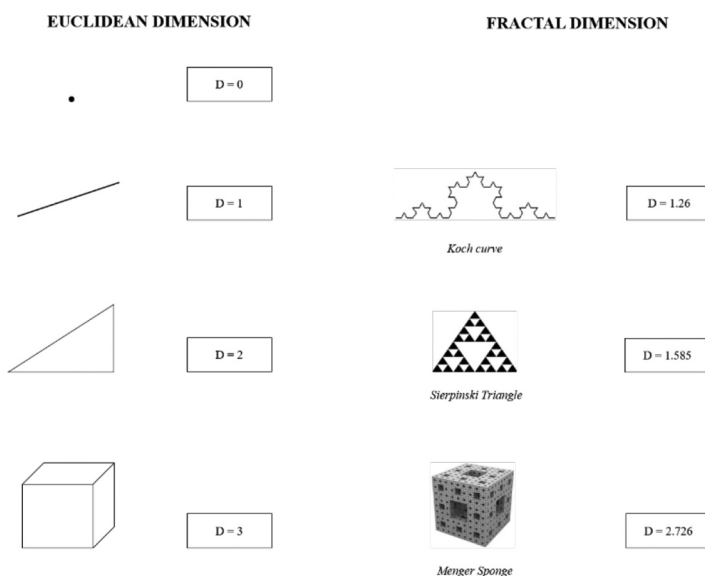 EUCLIDEAN DIMENSION
FRACTAL DIMENSION
D = 0
D = 1
D = 1.26
Koch curve
D = 2
D = 1.585
Sierpinski Triangle
D = 3
D = 2.726
Menger Sponge